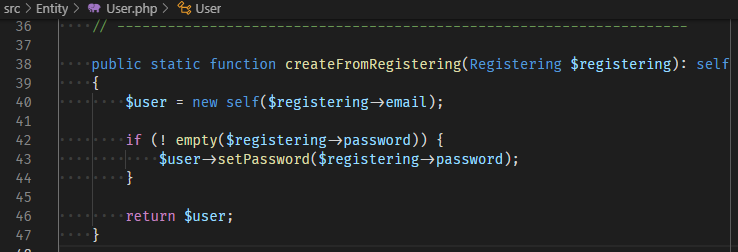 src > Entity > User.php > User
36 // ----------------------------------------------------------------------
37
38 public static function createFromRegistering(Registering $registering): self
39 {
40 $user = new self($registering->email);
41
42 if (! empty($registering->password)) {
43 $user->setPassword($registering->password);
44 }
45
46 return $user;
47 }
48